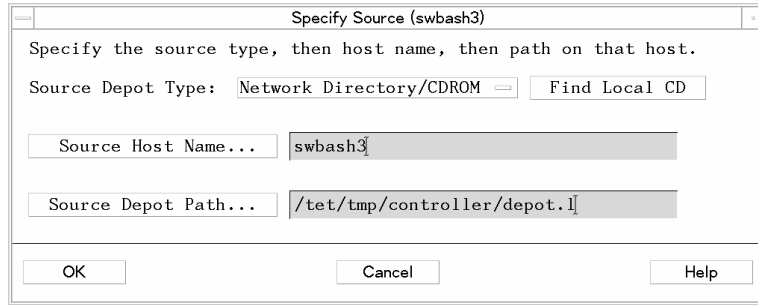 Specify Source (swbash3)
Specify the source type, then host name, then path on that host.
Source Depot Type: Network Directory/CDROM Find Local CD
Source Host Name... swbash3
Source Depot Path... /tet/tmp/controller/depot.l
OK Cancel Help